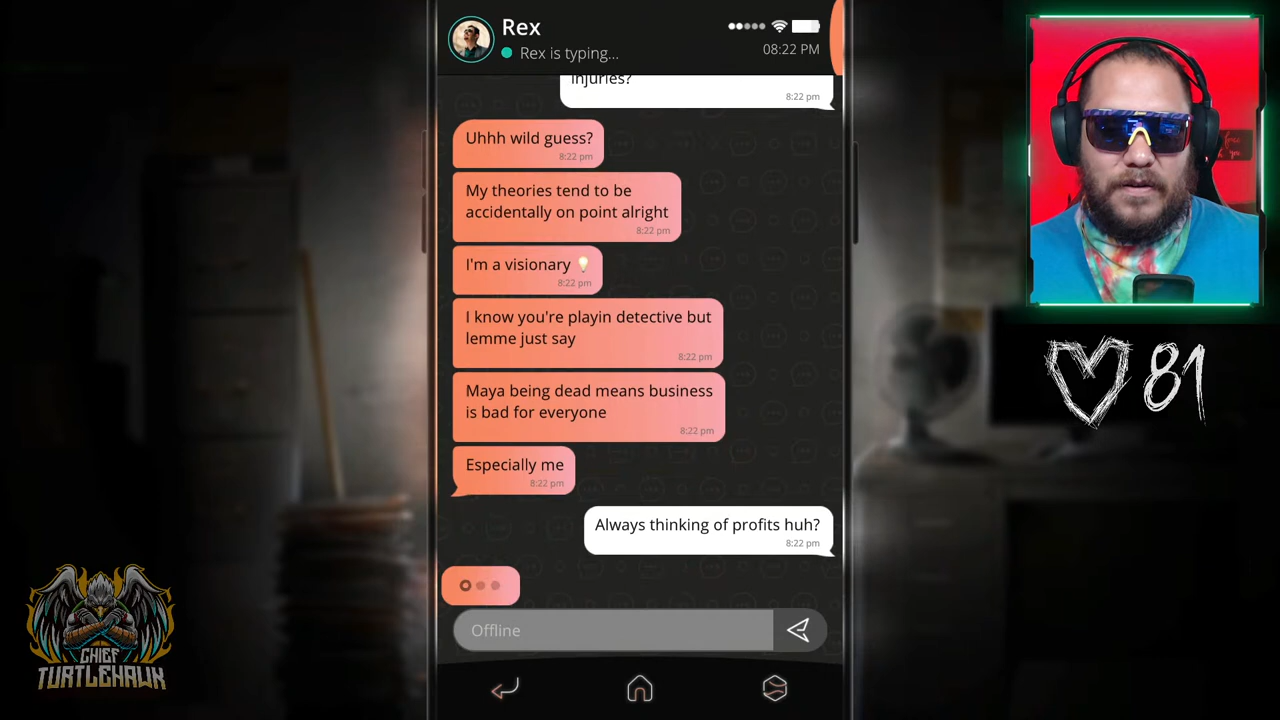 Rex
Rex is typing...
08:22 PM
injuries?
8:22 pm
Uhhh wild guess?
8:22 pm
My theories tend to be
accidentally on point alright
8:22 pm
I'm a visionary 💡
8:22 pm
I know you're playin detective but
lemme just say
8:22 pm
Maya being dead means business
is bad for everyone
8:22 pm
Especially me
8:22 pm
Always thinking of profits huh?
8:22 pm
Offline
81
CHIEF
TURTLEHAWK